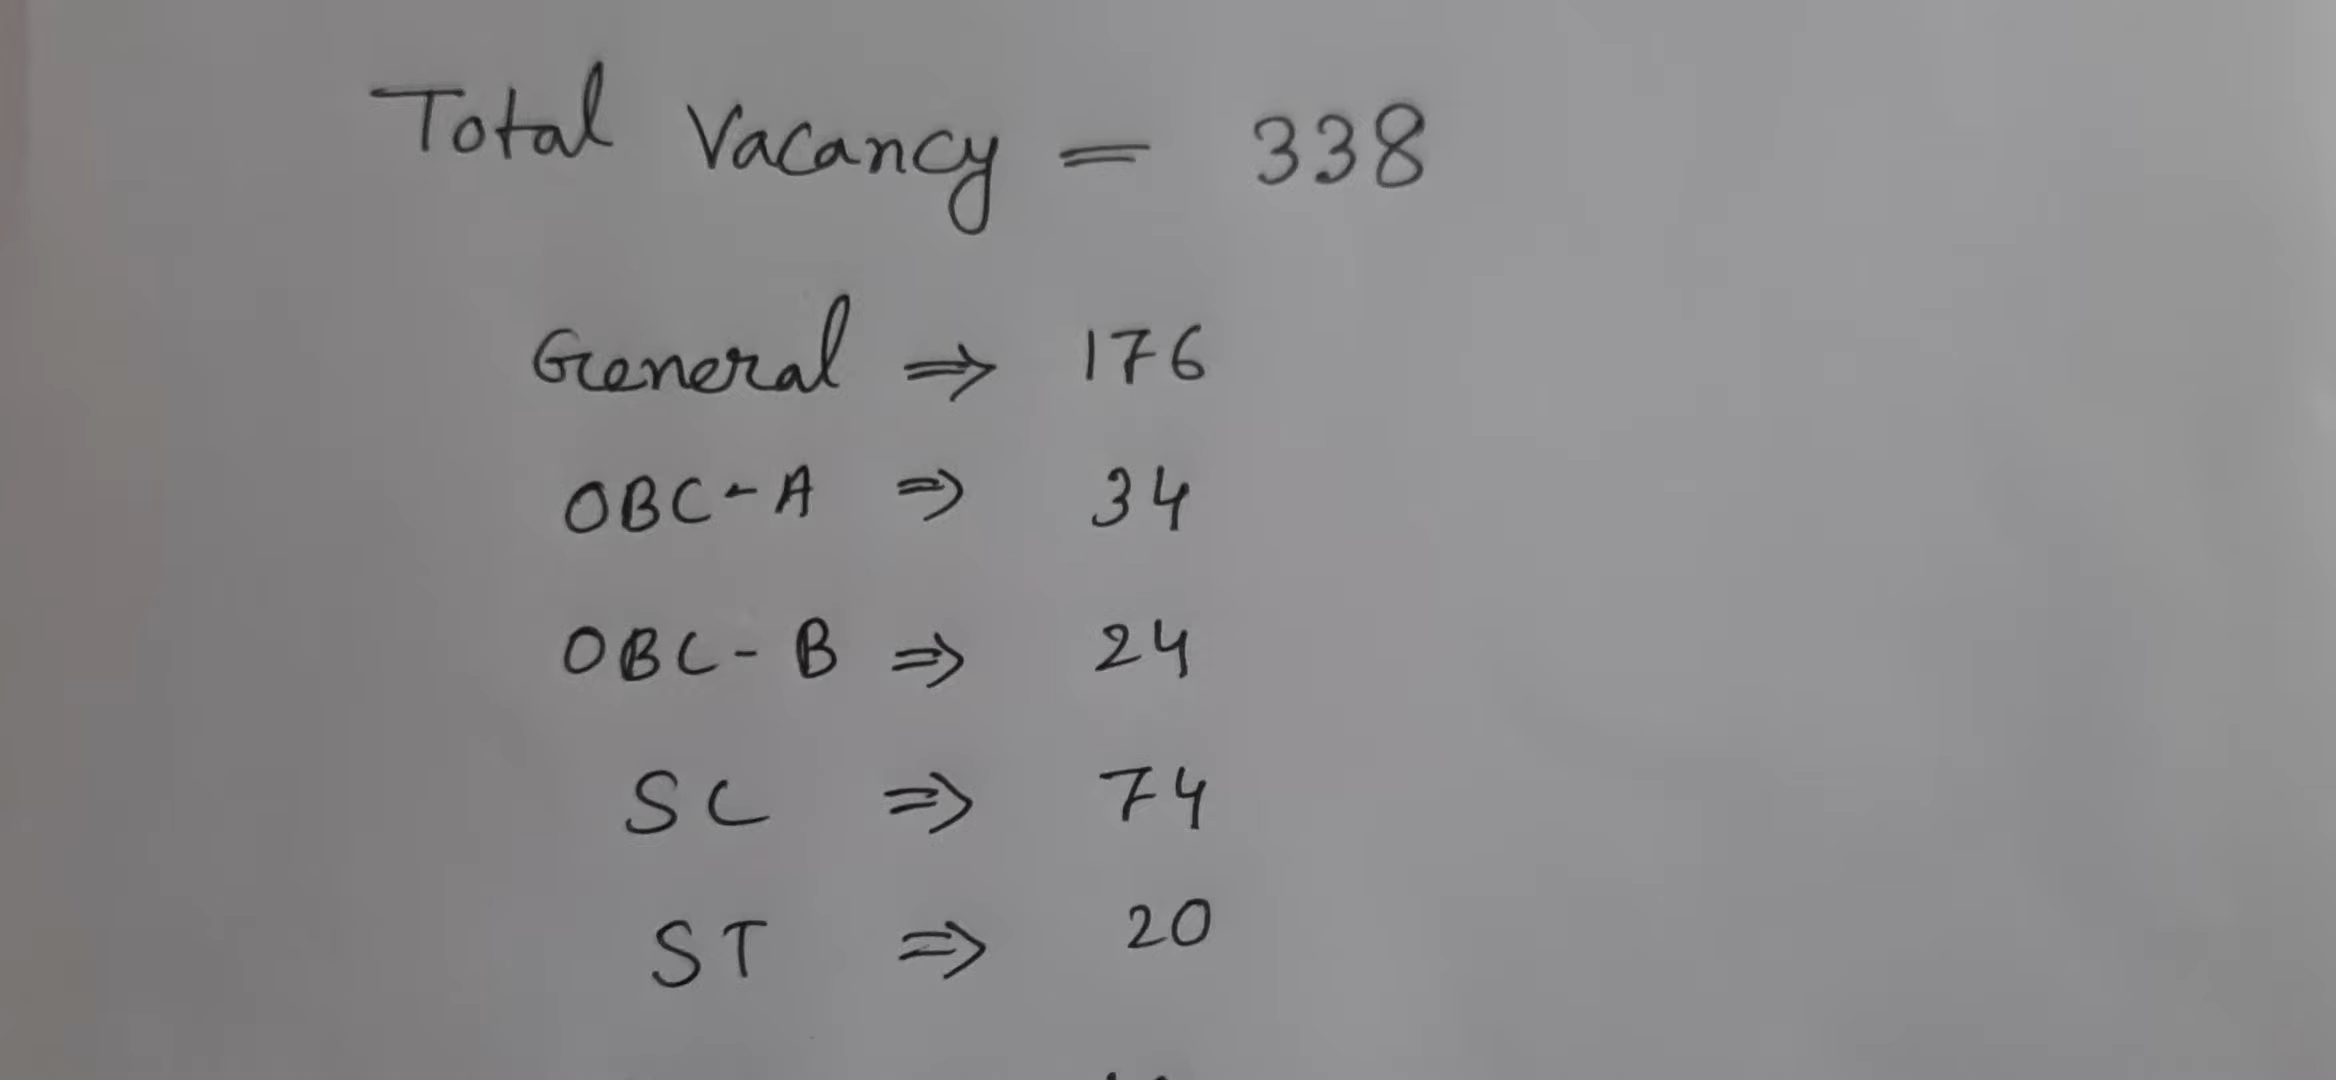 Total Vacancy = 338
General ⇒ 176
OBC-A ⇒ 34
OBC-B ⇒ 24
SC ⇒ 74
ST ⇒ 20